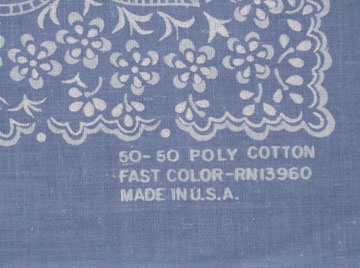 50-50 POLY COTTON
FAST COLOR-RN13960
MADE IN U.S.A.